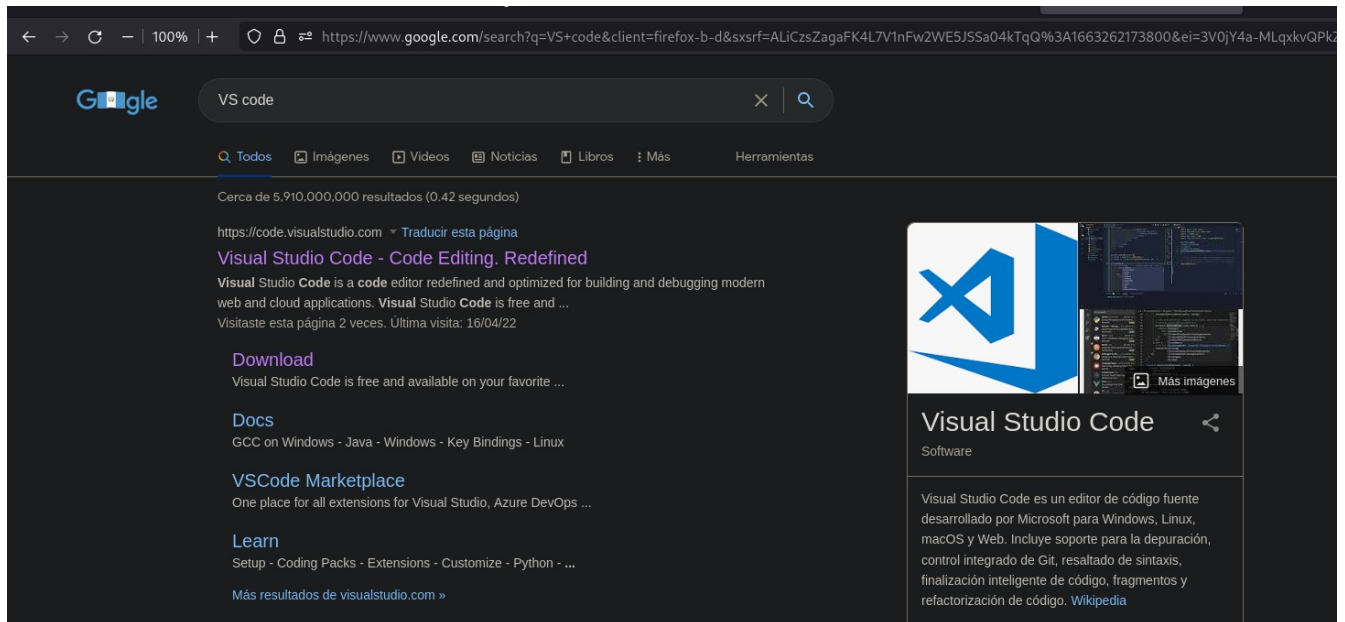 100%
https://www.google.com/search?q=VS+code&client=firefox-b-d&sxsrf=ALiCzsZagaFK4L7V1nFw2WE5JSSa04kTqQ%3A1663262173800&ei=3V0jY4a-MLqxkvQPkZ
Google
VS code
Todos Imágenes Videos Noticias Libros Más Herramientas
Cerca de 5,910,000,000 resultados (0.42 segundos)
https://code.visualstudio.com Traducir esta página
Visual Studio Code - Code Editing. Redefined
Visual Studio Code is a code editor redefined and optimized for building and debugging modern
web and cloud applications. Visual Studio Code is free and ...
Visitaste esta página 2 veces. Última visita: 16/04/22
Download
Visual Studio Code is free and available on your favorite ...
Docs
GCC on Windows - Java - Windows - Key Bindings - Linux
VSCode Marketplace
One place for all extensions for Visual Studio, Azure DevOps ...
Learn
Setup - Coding Packs - Extensions - Customize - Python - ...
Más resultados de visualstudio.com »
Más imágenes
Visual Studio Code
Software
Visual Studio Code es un editor de código fuente
desarrollado por Microsoft para Windows, Linux,
macOS y Web. Incluye soporte para la depuración,
control integrado de Git, resaltado de sintaxis,
finalización inteligente de código, fragmentos y
refactorización de código. Wikipedia